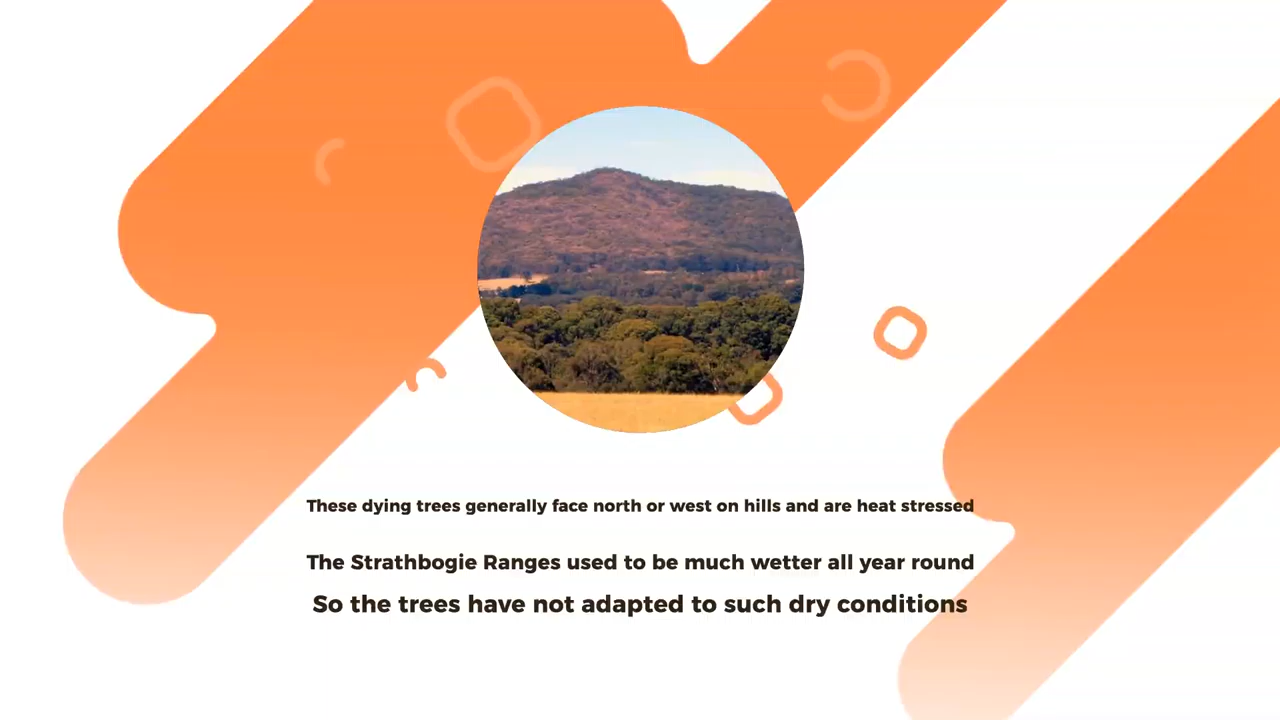 These dying trees generally face north or west on hills and are heat stressed
The Strathbogie Ranges used to be much wetter all year round
So the trees have not adapted to such dry conditions